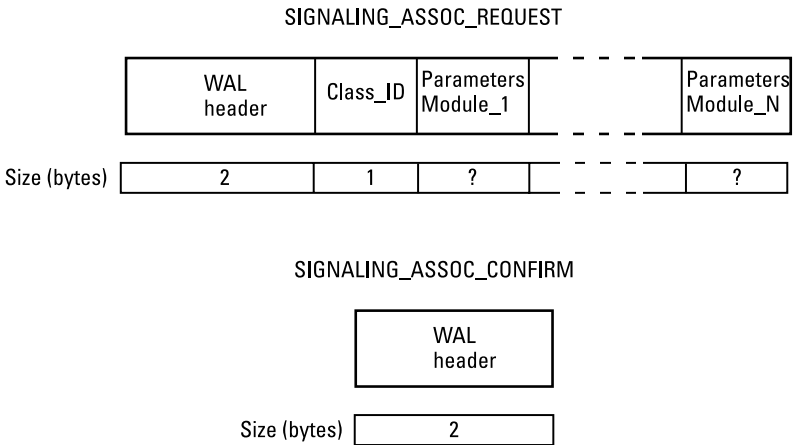 SIGNALING_ASSOC_REQUEST
WAL header
Class_ID
Parameters Module_1
Parameters Module_N
Size (bytes) 2 1 ? ?
SIGNALING_ASSOC_CONFIRM
WAL header
Size (bytes) 2